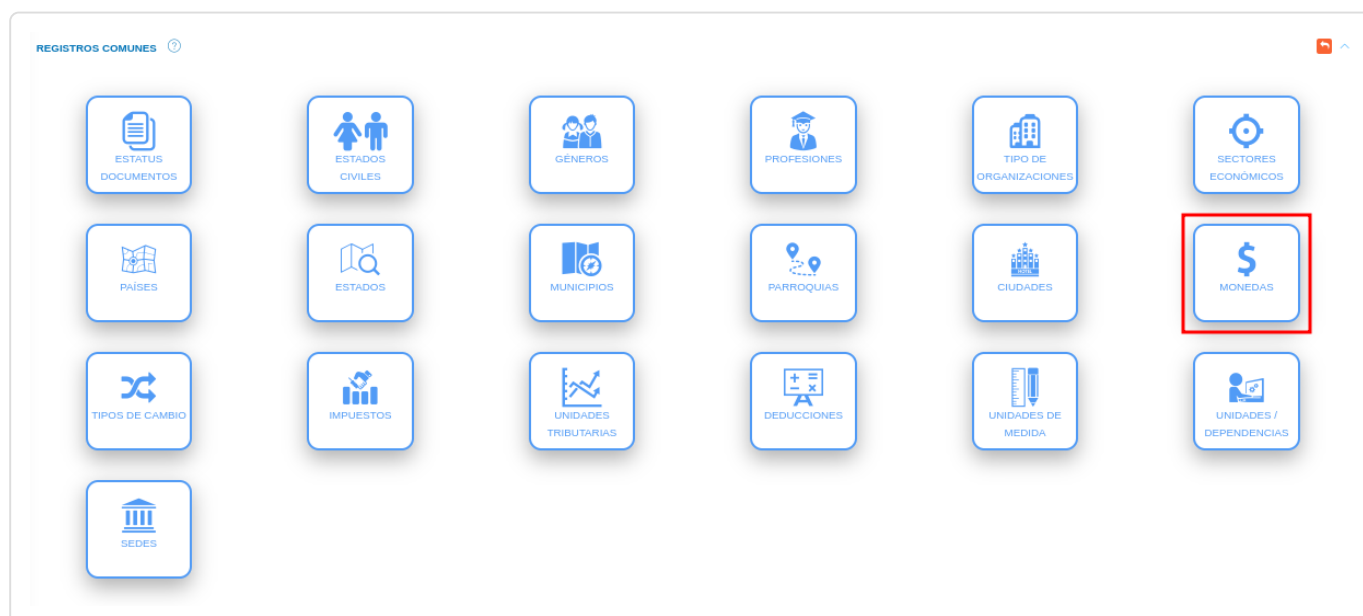 REGISTROS COMUNES
ESTATUS
DOCUMENTOS
ESTADOS
CIVILES
GÉNEROS
PROFESIONES
TIPO DE
ORGANIZACIONES
SECTORES
ECONÓMICOS
PAÍSES
ESTADOS
MUNICIPIOS
PARROQUIAS
HOTEL
CIUDADES
MONEDAS
TIPOS DE CAMBIO
IMPUESTOS
UNIDADES
TRIBUTARIAS
DEDUCCIONES
UNIDADES DE
MEDIDA
UNIDADES /
DEPENDENCIAS
SEDES